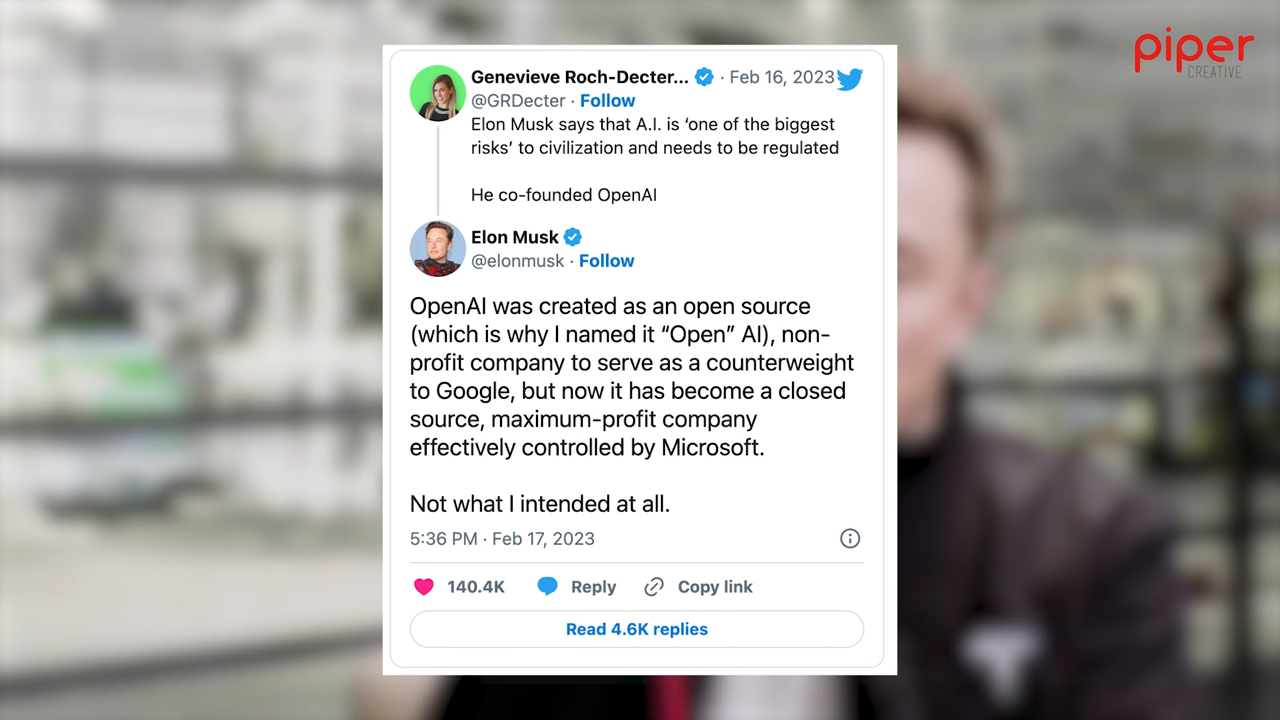 piper
CREATIVE
Genevieve Roch-Decter... · Feb 16, 2023
@GRDecter · Follow
Elon Musk says that A.I. is ‘one of the biggest
risks’ to civilization and needs to be regulated
He co-founded OpenAI
Elon Musk
@elonmusk · Follow
OpenAI was created as an open source
(which is why I named it “Open” AI), non-
profit company to serve as a counterweight
to Google, but now it has become a closed
source, maximum-profit company
effectively controlled by Microsoft.
Not what I intended at all.
5:36 PM · Feb 17, 2023
140.4K Reply Copy link
Read 4.6K replies